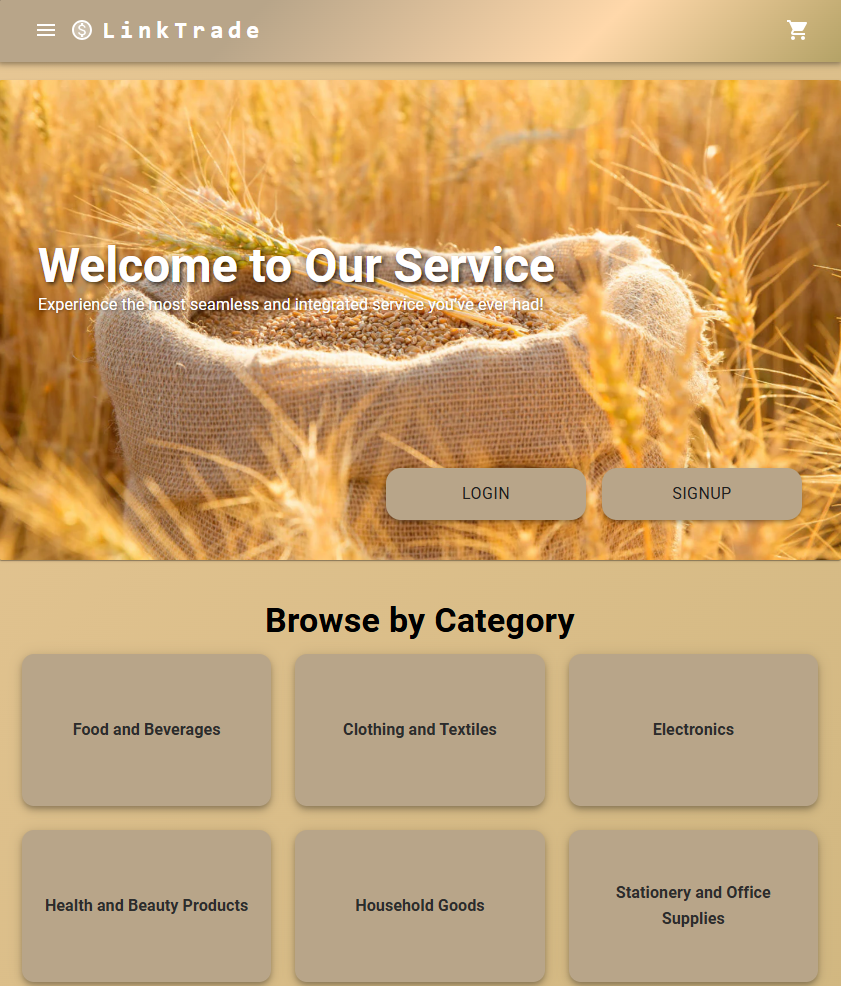 LinkTrade
Welcome to Our Service
Experience the most seamless and integrated service you've ever had!
LOGIN
SIGNUP
Browse by Category
Food and Beverages
Clothing and Textiles
Electronics
Health and Beauty Products
Household Goods
Stationery and Office
Supplies